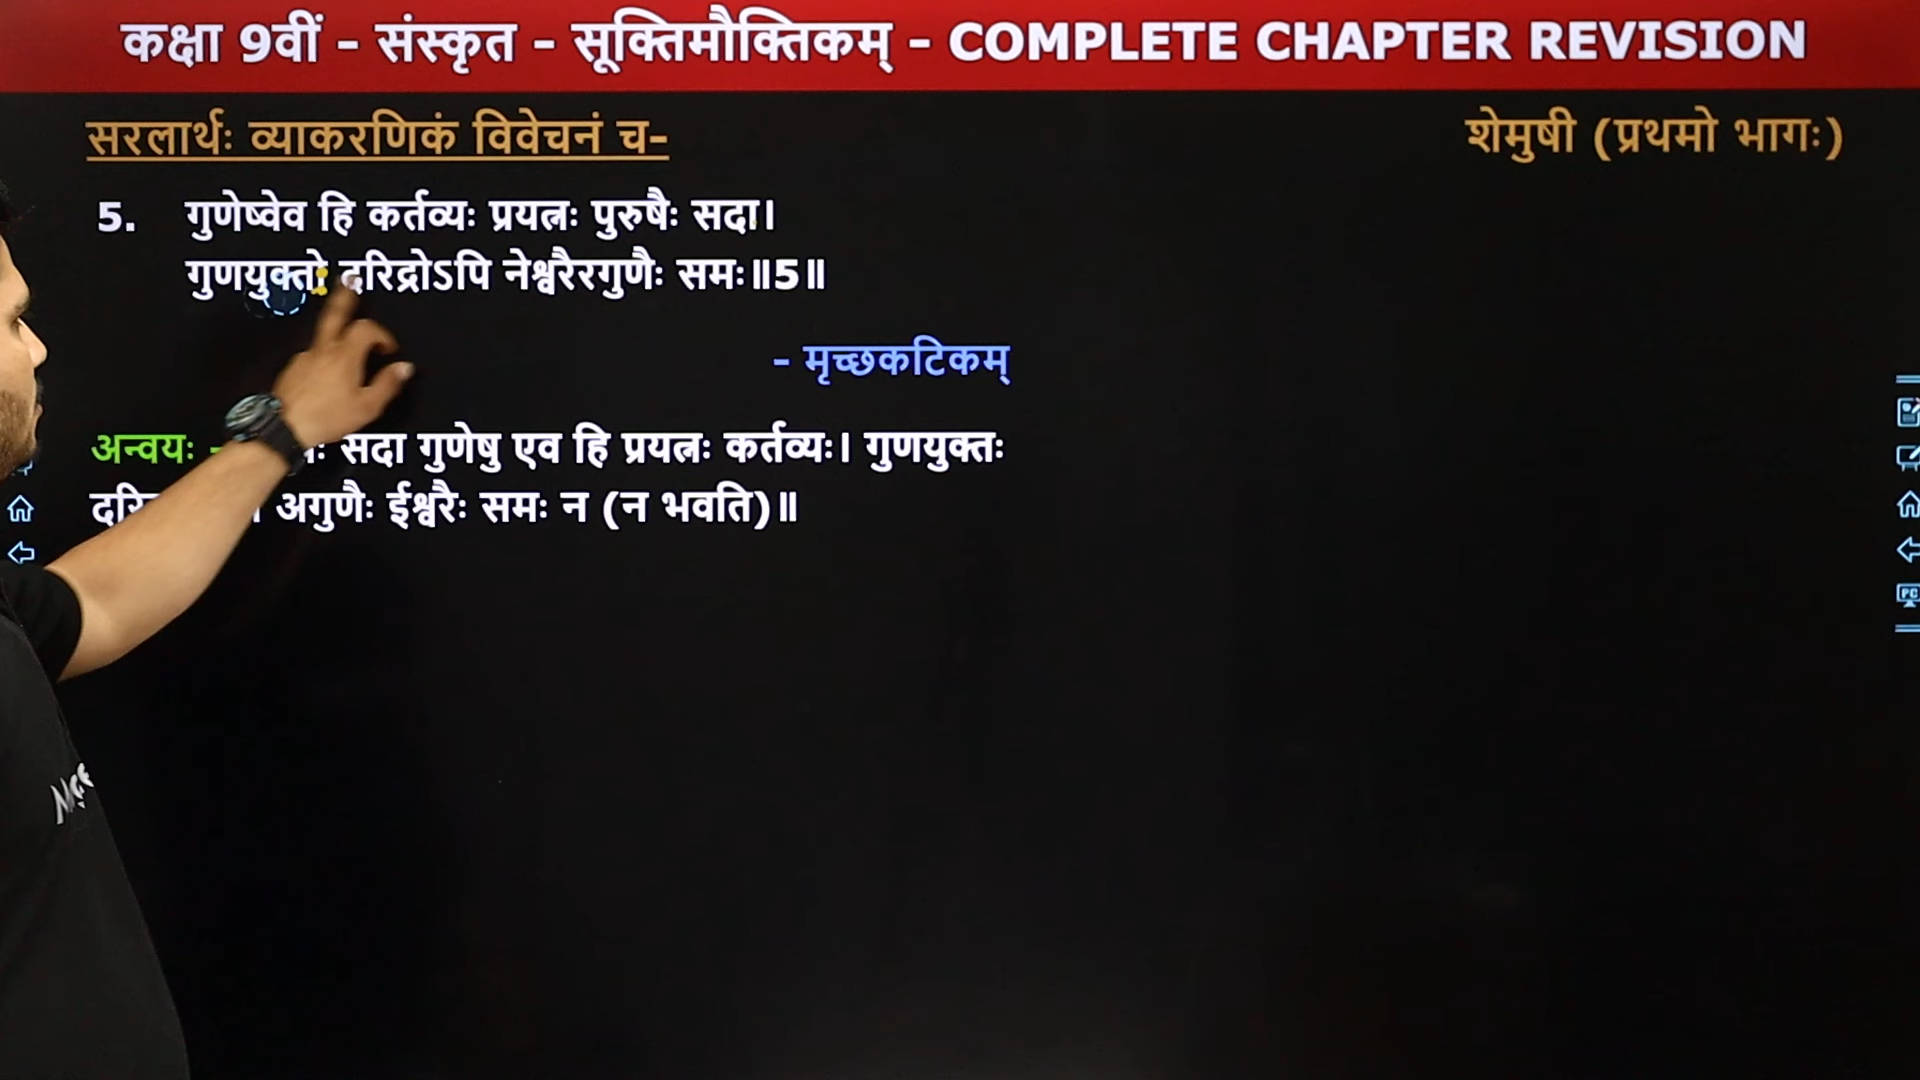 कक्षा 9वीं - संस्कृत - सूक्तिमौक्तिकम् - COMPLETE CHAPTER REVISION
सरलार्थः व्याकरणिकं विवेचनं च-
शेमुषी (प्रथमो भागः)
5. गुणेष्वेव हि कर्तव्यः प्रयत्नः पुरुषैः सदा।
गुणयुक्तो दरिद्रोऽपि नेश्वरैरगुणैः समः॥5॥
- मृच्छकटिकम्
अन्वयः - सदा गुणेषु एव हि प्रयत्नः कर्तव्यः। गुणयुक्तः
अगुणैः ईश्वरैः समः न (न भवति)॥
PC